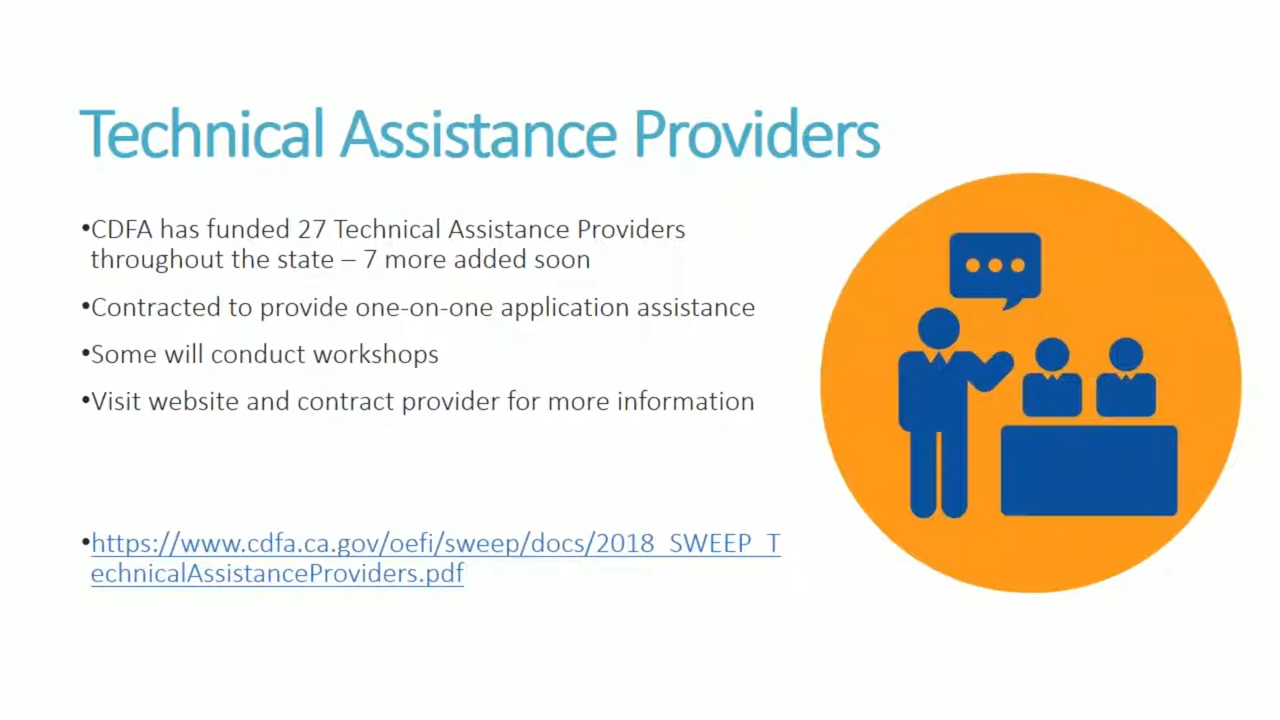 Technical Assistance Providers
•CDFA has funded 27 Technical Assistance Providers
throughout the state – 7 more added soon
•Contracted to provide one-on-one application assistance
•Some will conduct workshops
•Visit website and contract provider for more information
•https://www.cdfa.ca.gov/oefi/sweep/docs/2018_SWEEP_T
echnicalAssistanceProviders.pdf